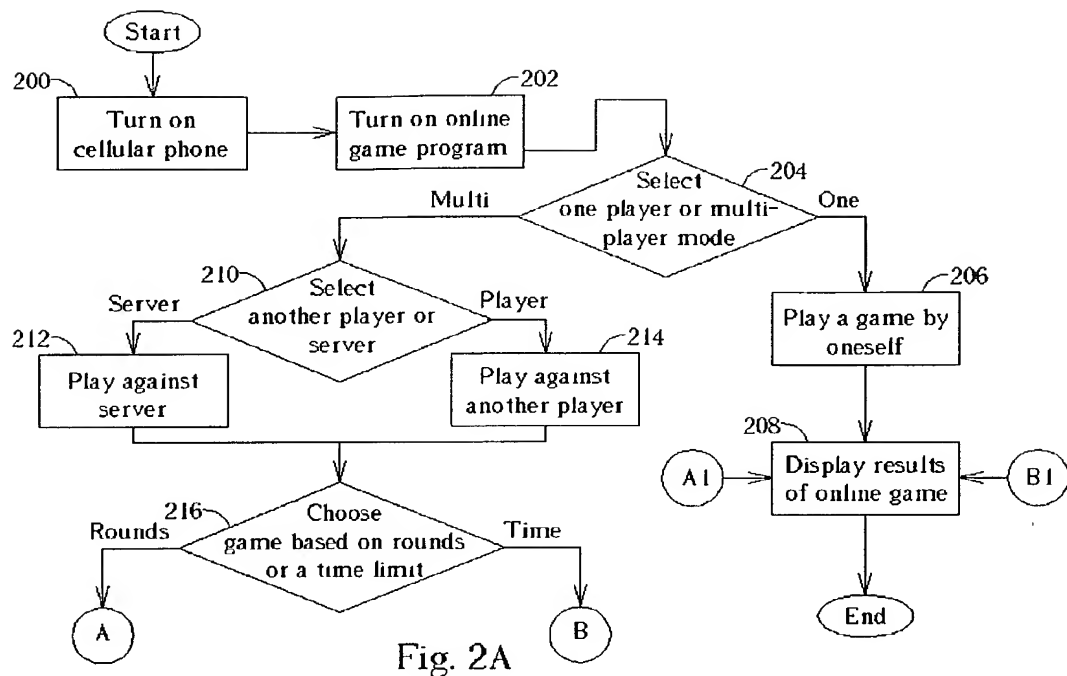 Start
200
Turn on
cellular phone
202
Turn on online
game program
204
Select
one player or multi-
player mode
Multi
One
210
Select
another player or
server
Server
Player
206
Play a game by
oneself
212
Play against
server
214
Play against
another player
208
Display results
of online game
A1
B1
216
Choose
game based on rounds
or a time limit
Rounds
Time
A
B
End
Fig. 2A